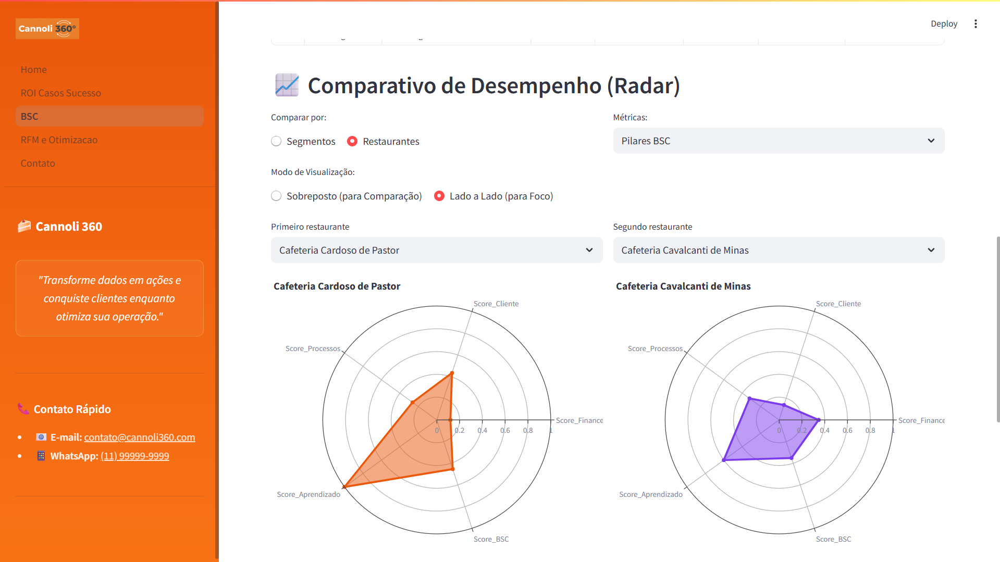 Cannoli 360°
Home
ROI Casos Sucesso
BSC
RFM e Otimizacao
Contato
Cannoli 360
"Transforme dados em ações e
conquiste clientes enquanto
otimiza sua operação."
Contato Rápido
E-mail: contato@cannoli360.com
WhatsApp: (11) 99999-9999
Deploy
Comparativo de Desempenho (Radar)
Comparar por:
Segmentos
Restaurantes
Métricas:
Pilares BSC
Modo de Visualização:
Sobreposto (para Comparação)
Lado a Lado (para Foco)
Primeiro restaurante
Cafeteria Cardoso de Pastor
Segundo restaurante
Cafeteria Cavalcanti de Minas
Cafeteria Cardoso de Pastor
Score_Cliente
Score_Processos
Score_Finance
0 0.2 0.4 0.6 0.8 1
Score_Aprendizado
Score_BSC
Cafeteria Cavalcanti de Minas
Score_Cliente
Score_Processos
Score_Finance
0 0.2 0.4 0.6 0.8 1
Score_Aprendizado
Score_BSC